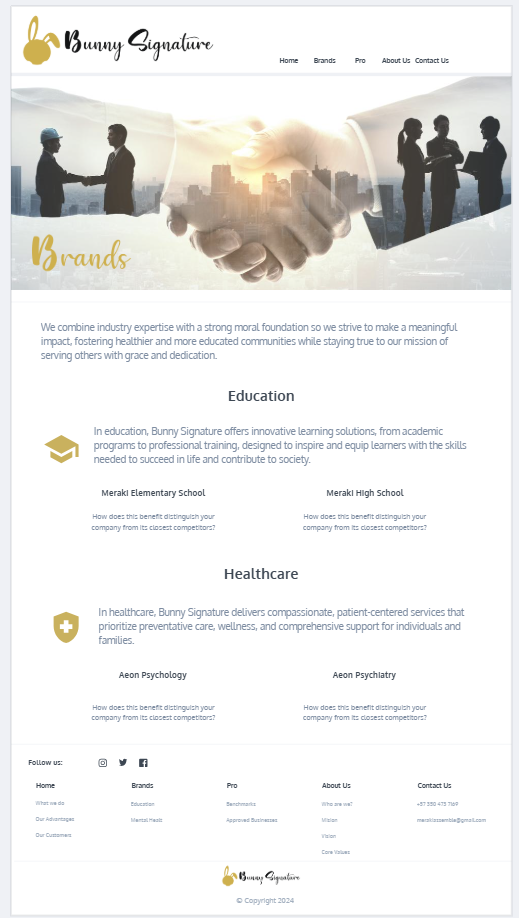 Bunny Signature
Home Brands Pro About Us Contact Us
Brands
We combine industry expertise with a strong moral foundation so we strive to make a meaningful
impact, fostering healthier and more educated communities while staying true to our mission of
serving others with grace and dedication.
Education
In education, Bunny Signature offers innovative learning solutions, from academic
programs to professional training, designed to inspire and equip learners with the skills
needed to succeed in life and contribute to society.
Meraki Elementary School
Meraki High School
How does this benefit distinguish your
company from its closest competitors?
How does this benefit distinguish your
company from its closest competitors?
Healthcare
In healthcare, Bunny Signature delivers compassionate, patient-centered services that
prioritize preventative care, wellness, and comprehensive support for individuals and
families.
Aeon Psychology
Aeon Psychiatry
How does this benefit distinguish your
company from its closest competitors?
How does this benefit distinguish your
company from its closest competitors?
Follow us:
Home
What we do
Our Advantages
Our Customers
Brands
Education
Mental Healt
Pro
Benchmarks
Approved Businesses
About Us
Who are we?
Mision
Vision
Core Values
Contact Us
Bunny Signature
© Copyright 2024